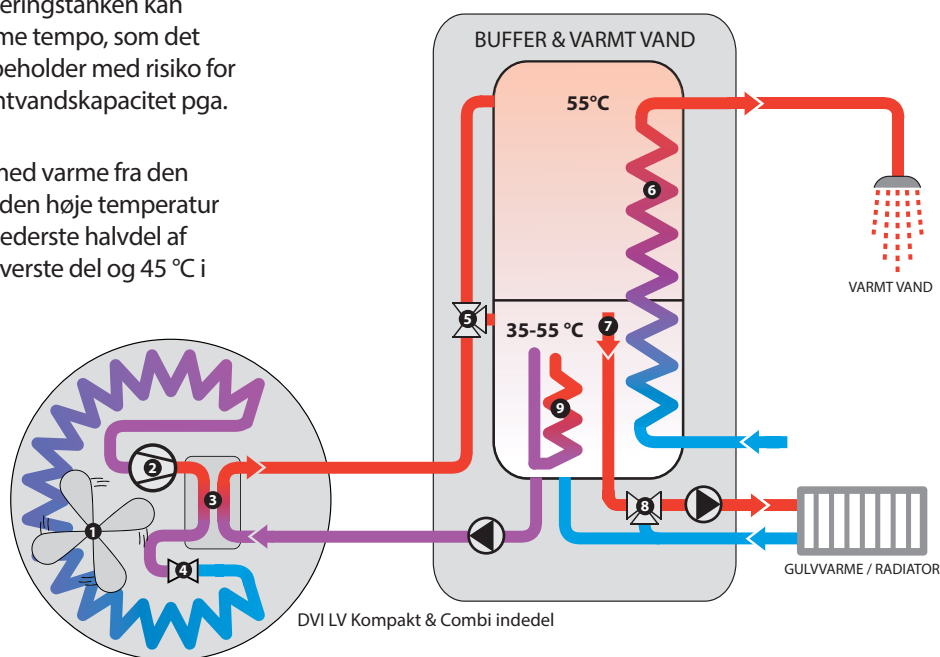 eringstanken kan
me tempo, som det
beholder med risiko for
ntvandskapacitet pga.
ned varme fra den
den høje temperatur
ederste halvdel af
verste del og 45 °C i
BUFFER & VARMT VAND
55°C
6
VARMT VAND
5
35-55 °C
7
9
2
3
1
4
8
GULVVARME / RADIATOR
DVI LV Kompakt & Combi indedel